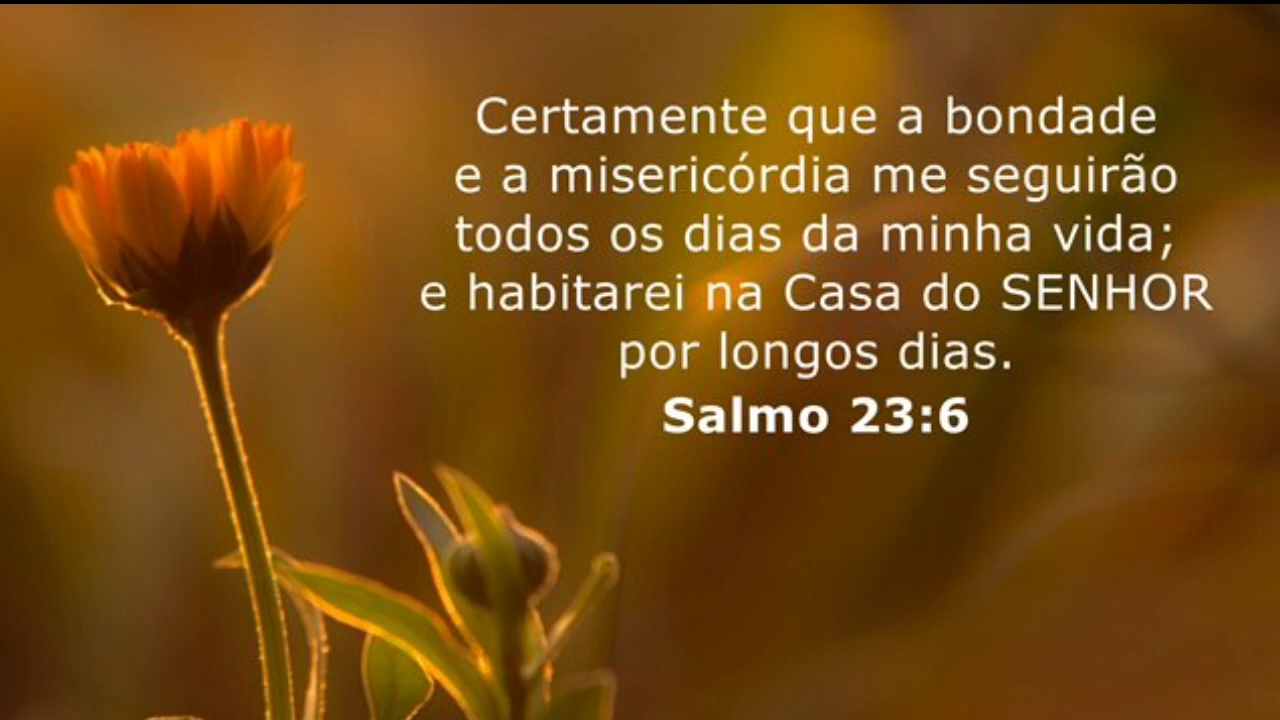 Certamente que a bondade
e a misericórdia me seguirão
todos os dias da minha vida;
e habitarei na Casa do SENHOR
por longos dias.
Salmo 23:6